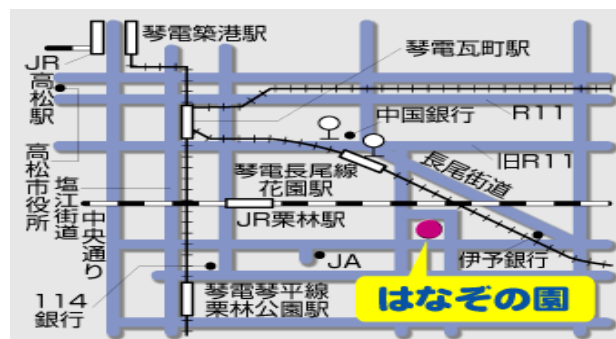 琴電築港駅
琴電瓦町駅
JR
高松駅
中国銀行
R11
旧R11
高松市役所
塩江街道
中央通り
琴電長尾線
花園駅
長尾街道
JR栗林駅
JA
伊予銀行
114
銀行
琴電琴平線
栗林公園駅
はなぞの園